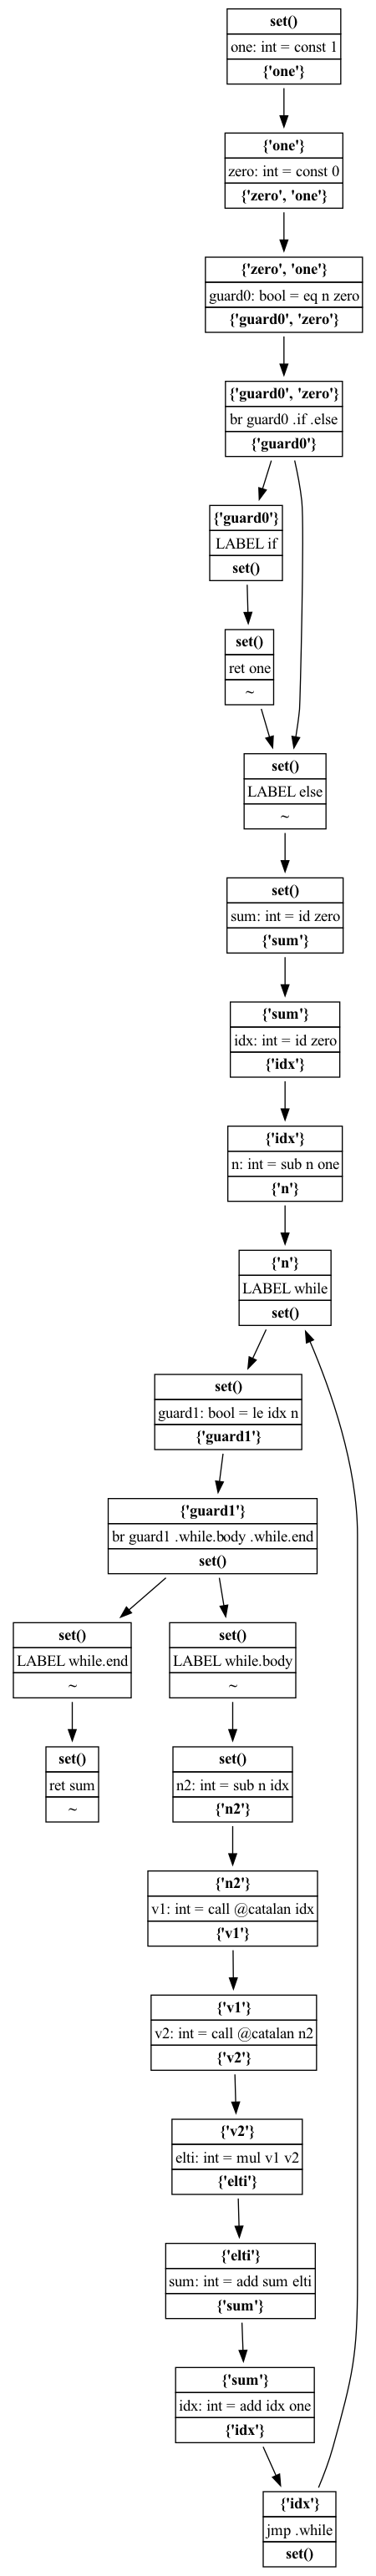 set()
one: int = const 1
{'one'}
{'one'}
zero: int = const 0
{'zero', 'one'}
{'zero', 'one'}
guard0: bool = eq n zero
{'guard0', 'zero'}
{'guard0', 'zero'}
br guard0 .if .else
{'guard0'}
{'guard0'}
LABEL if
set()
set()
ret one
~
set()
LABEL else
~
set()
sum: int = id zero
{'sum'}
{'sum'}
idx: int = id zero
{'idx'}
{'idx'}
n: int = sub n one
{'n'}
{'n'}
LABEL while
set()
set()
guard1: bool = le idx n
{'guard1'}
{'guard1'}
br guard1 .while.body .while.end
set()
set()
LABEL while.end
~
set()
LABEL while.body
~
set()
ret sum
~
set()
n2: int = sub n idx
{'n2'}
{'n2'}
v1: int = call @catalan idx
{'v1'}
{'v1'}
v2: int = call @catalan n2
{'v2'}
{'v2'}
elti: int = mul v1 v2
{'elti'}
{'elti'}
sum: int = add sum elti
{'sum'}
{'sum'}
idx: int = add idx one
{'idx'}
{'idx'}
jmp .while
set()